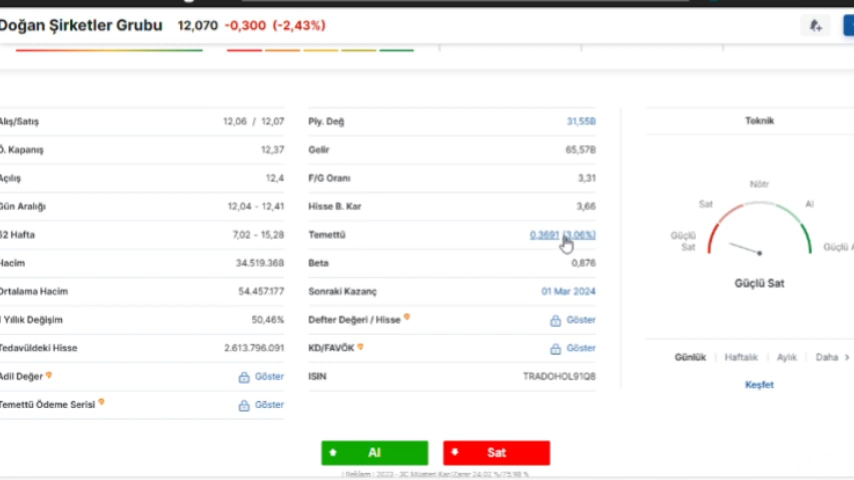 Doğan Şirketler Grubu 12,070 -0,300 (-2,43%)
Alış/Satış 12,06 / 12,07
Ö. Kapanış 12,37
Açılış 12,4
Gün Aralığı 12,04 - 12,41
52 Hafta 7,02 - 15,28
Hacim 34.519.368
Ortalama Hacim 54.457.177
1 Yıllık Değişim 50,46%
Tedavüldeki Hisse 2.613.796.091
Adil Değer Göster
Temettü Ödeme Serisi Göster
Piy. Değ 31,55B
Gelir 65,57B
F/G Oranı 3,31
Hisse B. Kar 3,66
Temettü 0,3691 (3,06%)
Beta 0,876
Sonraki Kazanç 01 Mar 2024
Defter Değeri / Hisse Göster
KD/FAVÖK Göster
ISIN TRADOHOL91Q8
Teknik
Nötr
Sat Al
Güçlü
Sat
Güçlü
Güçlü Sat
Günlük Haftalık Aylık Daha >
Keşfet
Al Sat